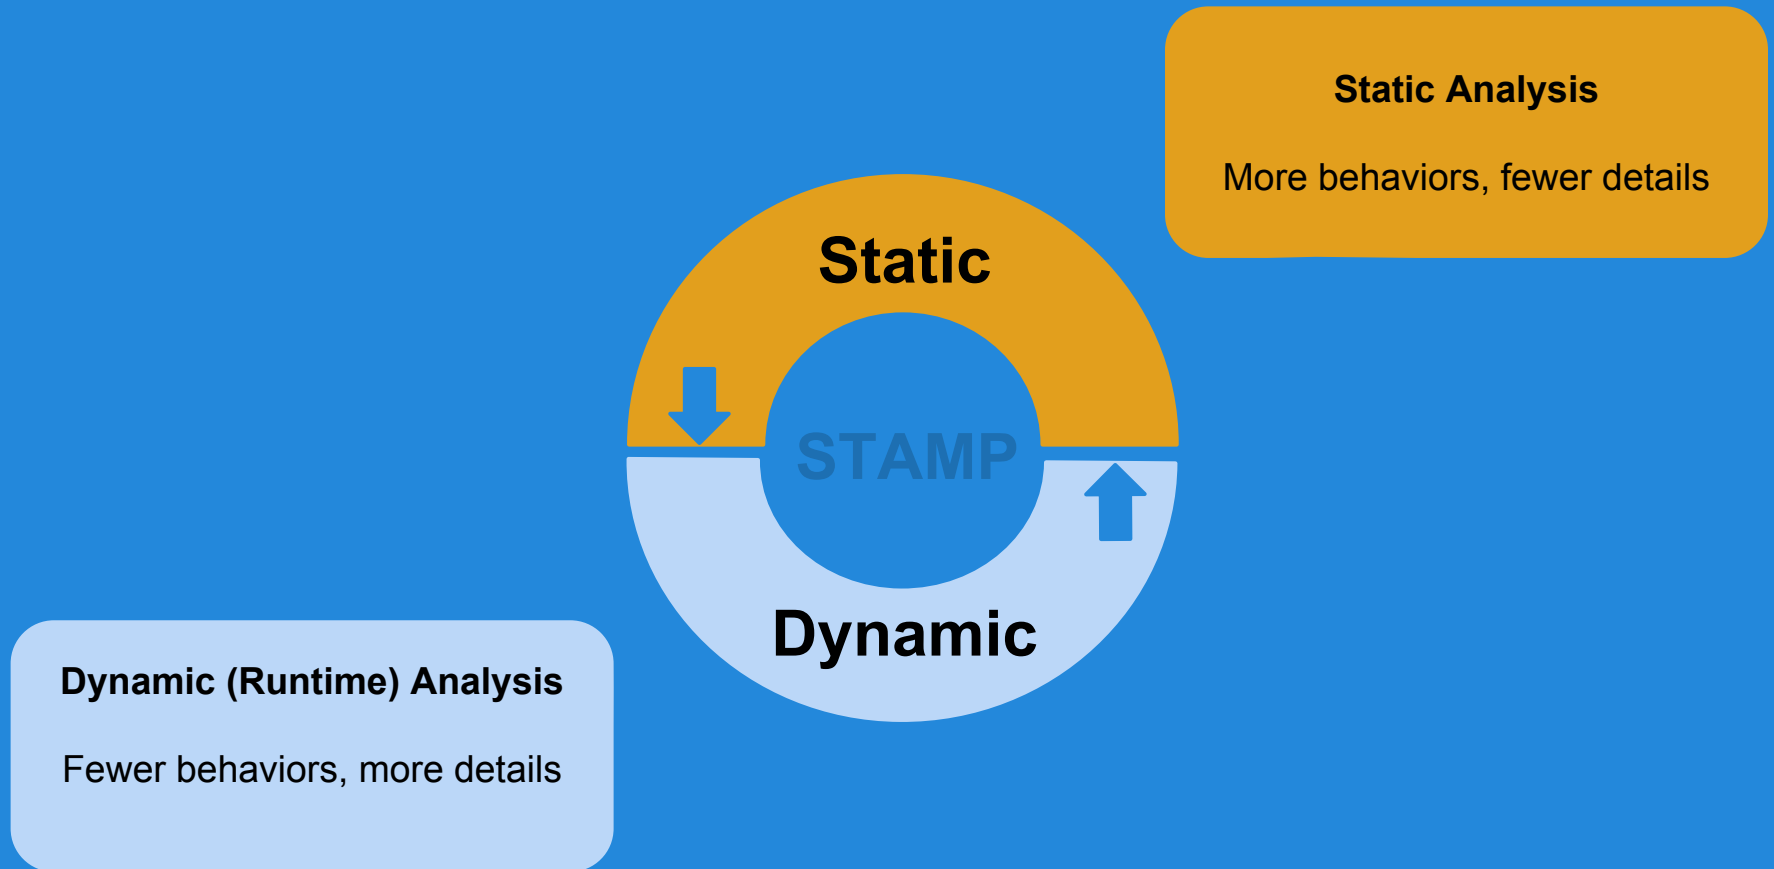 Static Analysis
More behaviors, fewer details
Static
STAMP
Dynamic
Dynamic (Runtime) Analysis
Fewer behaviors, more details